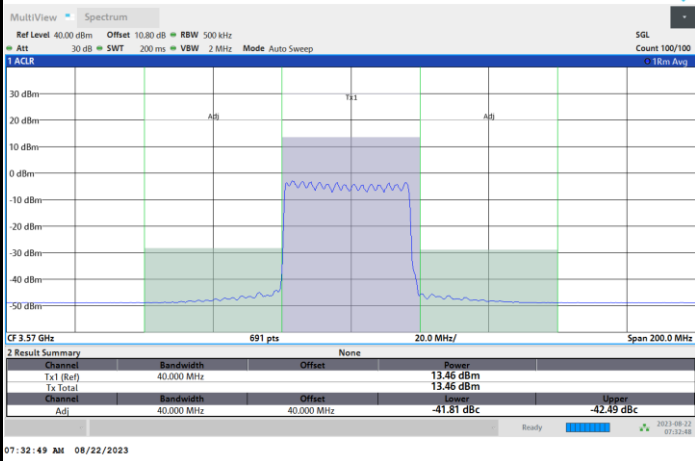 MultiView Spectrum
Ref Level 40.00 dBm Offset 10.80 dB RBW 500 kHz SGL
Att 30 dB SWT 200 ms VBW 2 MHz Mode Auto Sweep Count 100/100
1 ACLR 1Rm Avg
30 dBm
Tx1
20 dBm
Adj Adj
10 dBm
0 dBm
-10 dBm
-20 dBm
-30 dBm
-40 dBm
-50 dBm
CF 3.57 GHz 691 pts 20.0 MHz/ Span 200.0 MHz
2 Result Summary None
Channel Bandwidth Offset Power
Tx1 (Ref) 40.000 MHz 13.46 dBm
Tx Total 13.46 dBm
Channel Bandwidth Offset Lower Upper
Adj 40.000 MHz 40.000 MHz -41.81 dBc -42.49 dBc
Ready 2023-08-22
07:32:48
07:32:49 AM 08/22/2023